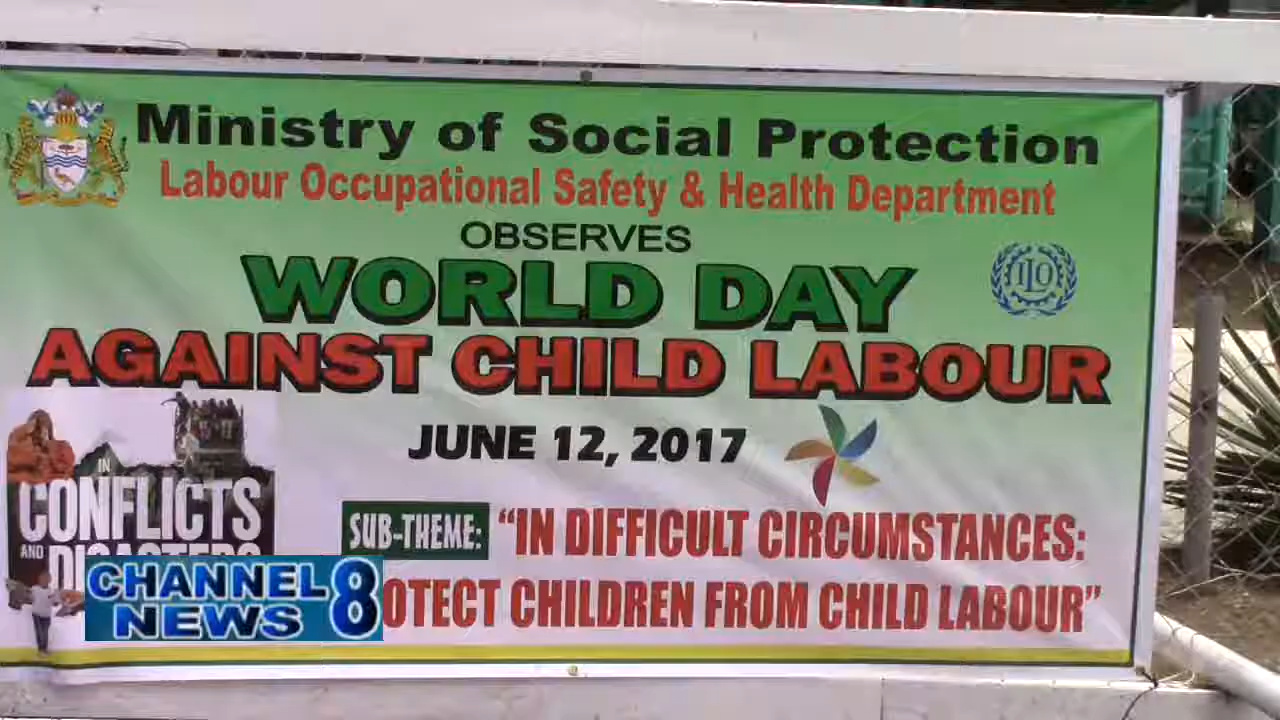 Ministry of Social Protection
Labour Occupational Safety & Health Department
OBSERVES
WORLD DAY
ILO
AGAINST CHILD LABOUR
JUNE 12, 2017
IN
CONFLICTS
AND
SUB-THEME: "IN DIFFICULT CIRCUMSTANCES:
OTECT CHILDREN FROM CHILD LABOUR"
CHANNEL 8
NEWS